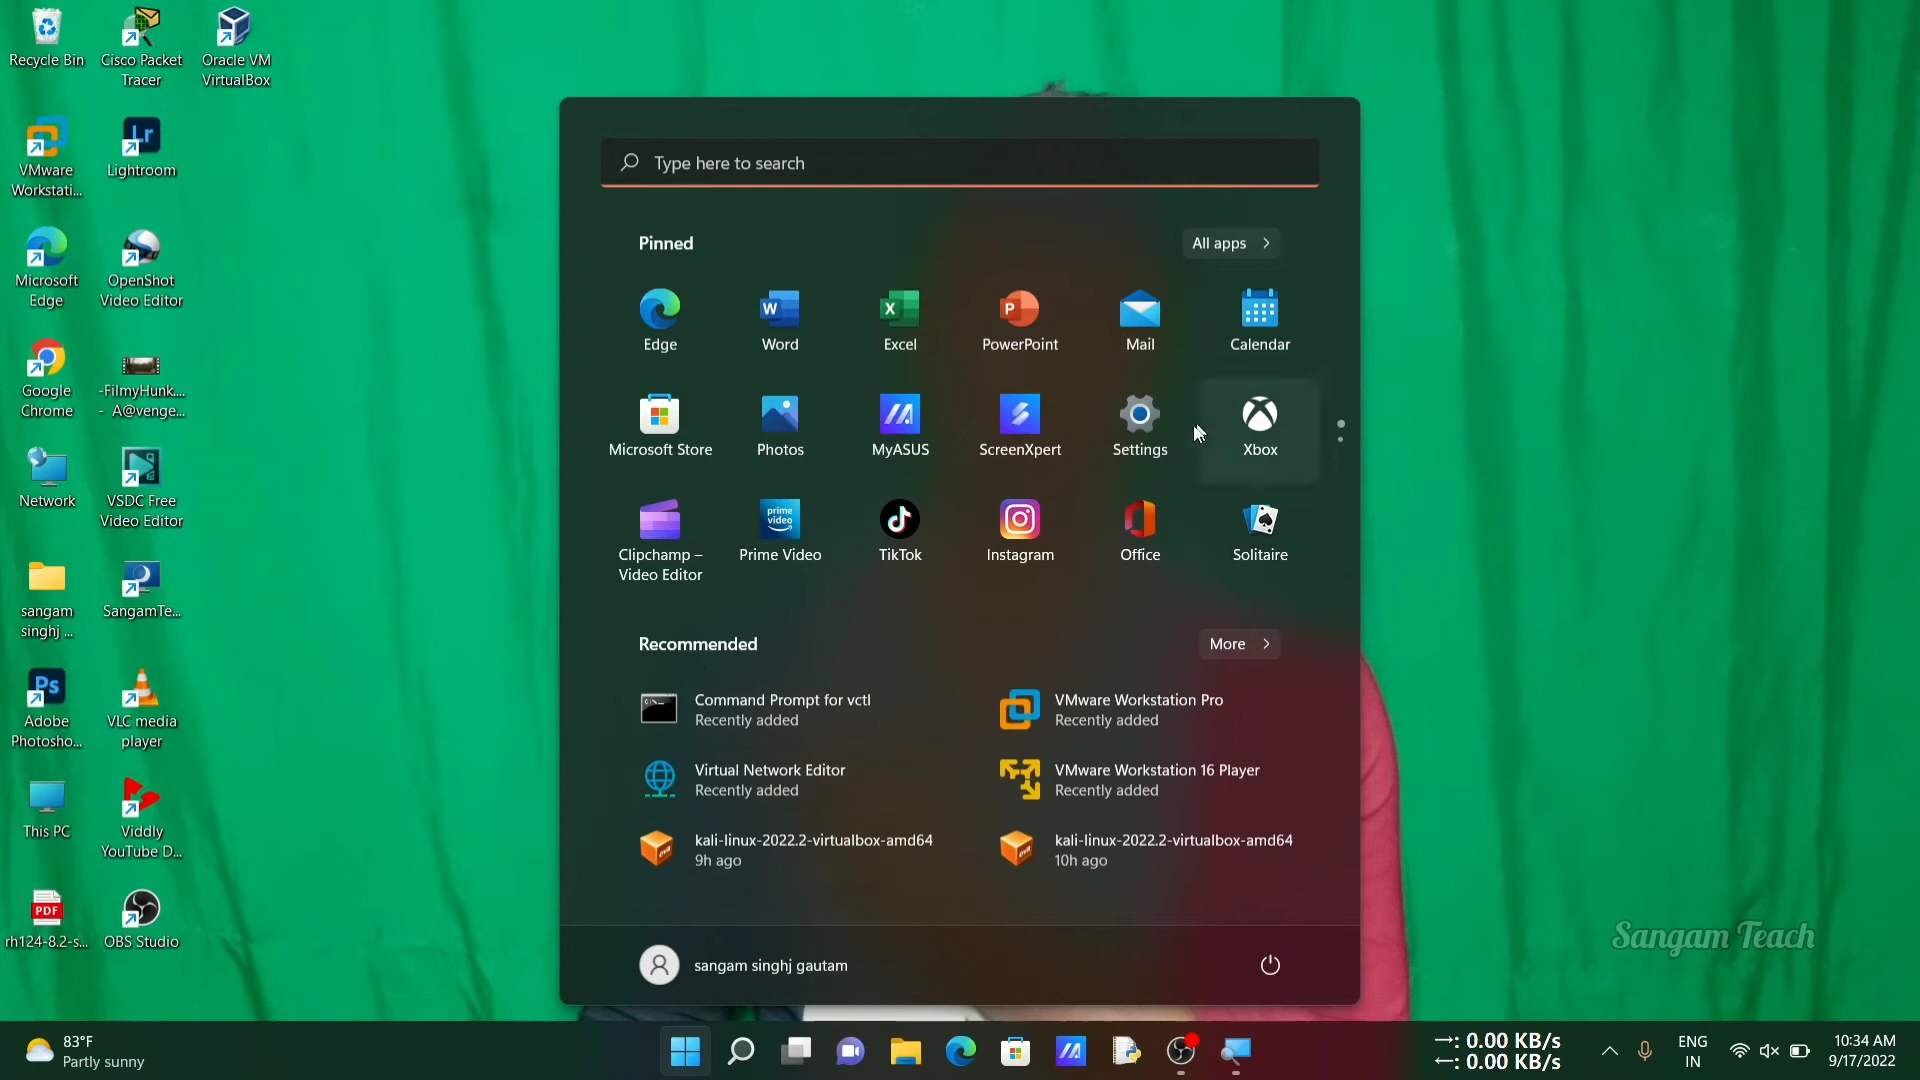 Recycle Bin
Cisco Packet
Tracer
Oracle VM
VirtualBox
VMware
Workstati...
Lightroom
Microsoft
Edge
OpenShot
Video Editor
Google
Chrome
-FilmyHunk....
- A@venge...
Network
VSDC Free
Video Editor
sangam
singhj ...
SangamTe...
Adobe
Photosho...
VLC media
player
This PC
Viddly
YouTube D...
rh124-8.2-s...
OBS Studio
Type here to search
Pinned
All apps
Edge
Word
Excel
PowerPoint
Mail
Calendar
Microsoft Store
Photos
MyASUS
ScreenXpert
Settings
Xbox
prime
video
Clipchamp –
Video Editor
Prime Video
TikTok
Instagram
Office
Solitaire
Recommended
More
Command Prompt for vctl
Recently added
VMware Workstation Pro
Recently added
Virtual Network Editor
Recently added
VMware Workstation 16 Player
Recently added
kali-linux-2022.2-virtualbox-amd64
9h ago
kali-linux-2022.2-virtualbox-amd64
10h ago
sangam singhj gautam
Sangam Teach
83°F
Partly sunny
→: 0.00 KB/s
←: 0.00 KB/s
ENG
IN
10:34 AM
9/17/2022